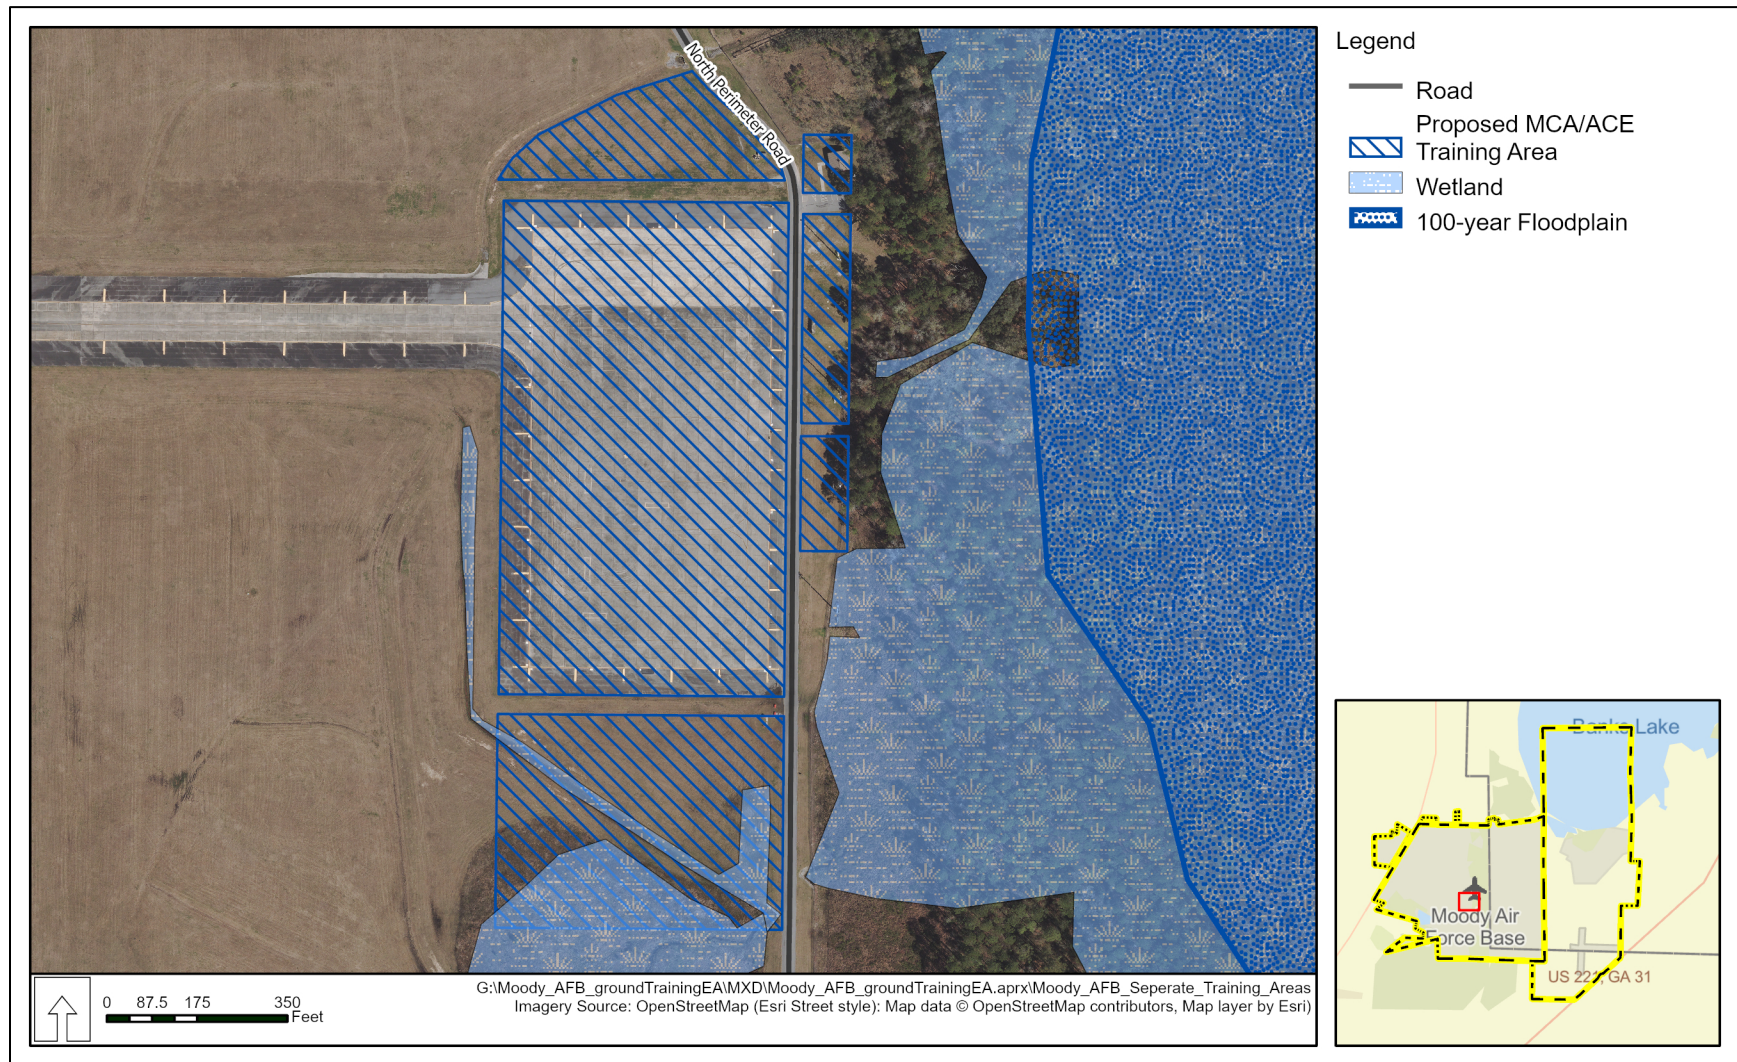 North Perimeter Road
Legend
Road
Proposed MCA/ACE
Training Area
Wetland
100-year Floodplain
Banks Lake
Moody Air
Force Base
US 221, GA 31
0 87.5 175 350
Feet
G:\Moody_AFB_groundTrainingEA\MXD\Moody_AFB_groundTrainingEA.aprx\Moody_AFB_Seperate_Training_Areas
Imagery Source: OpenStreetMap (Esri Street style): Map data © OpenStreetMap contributors, Map layer by Esri)